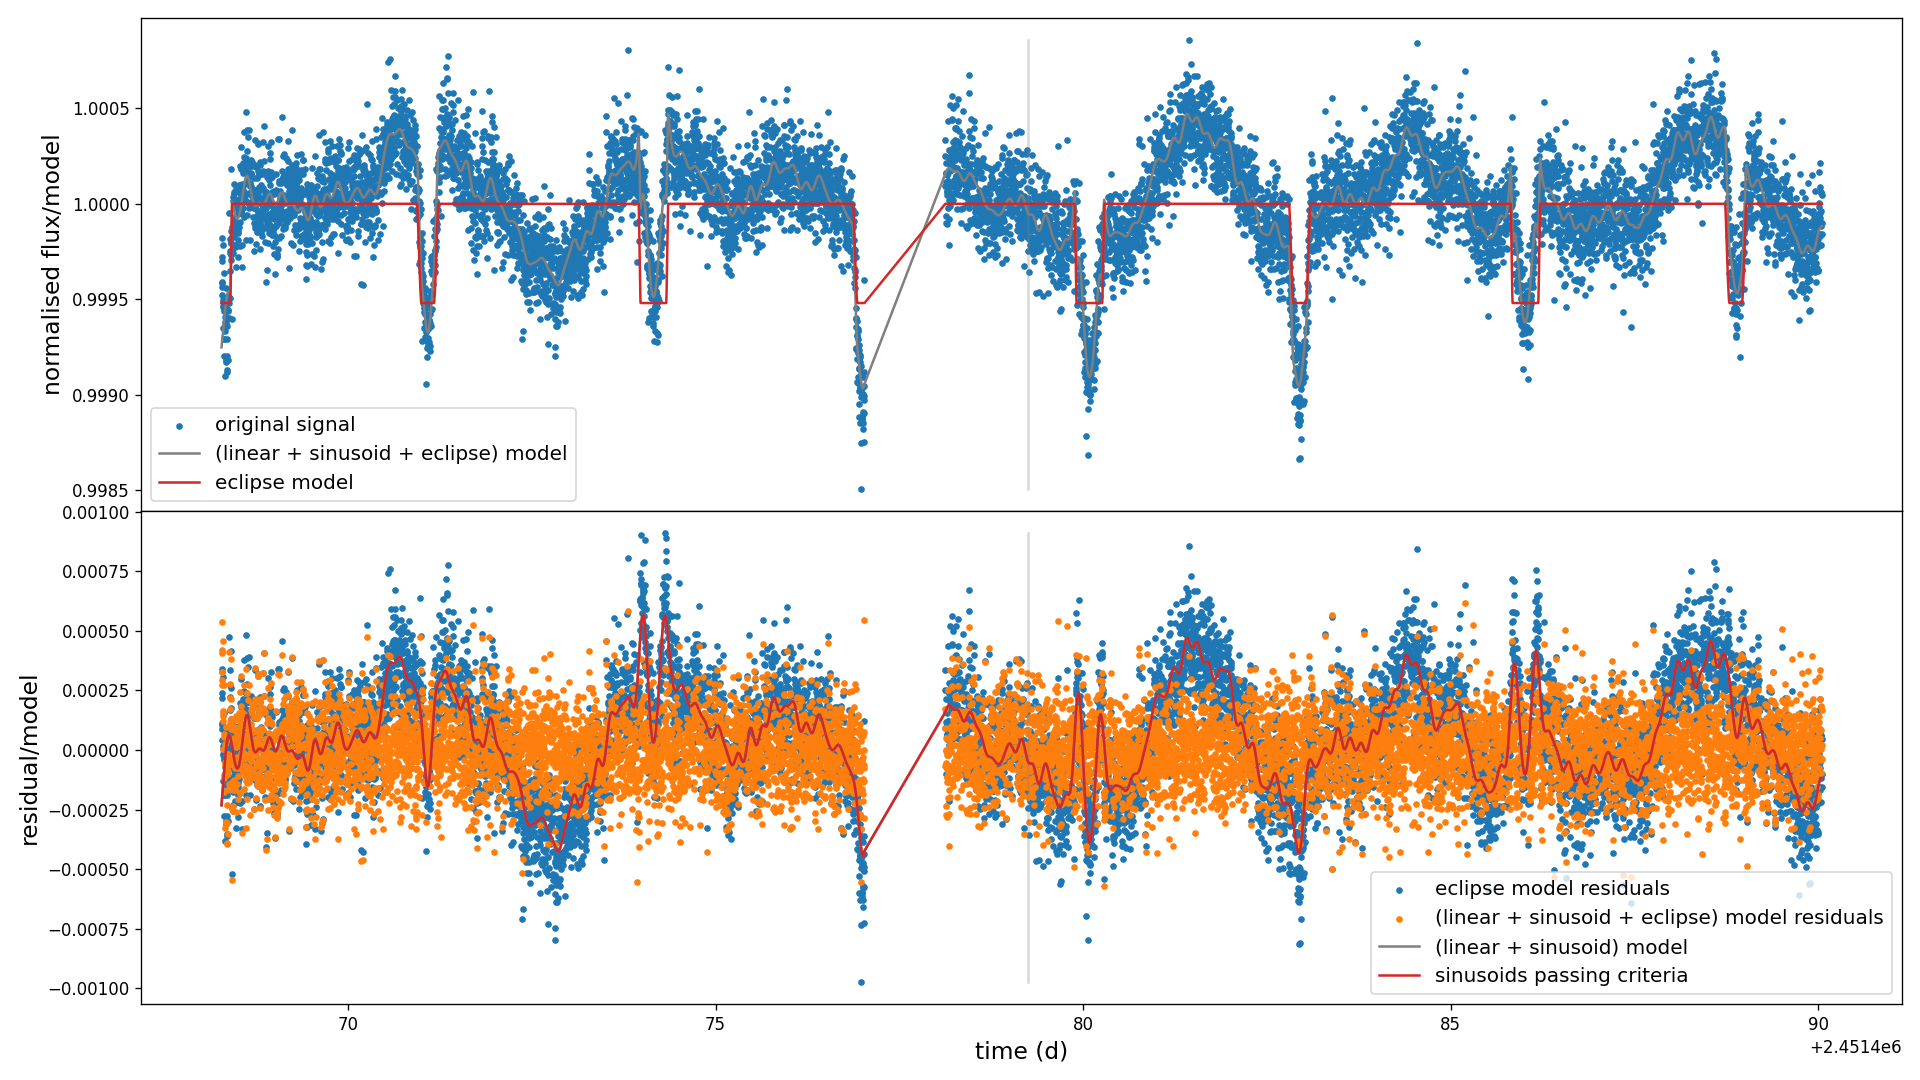 normalised flux/model
1.0005
1.0000
0.9995
0.9990
0.9985
original signal
(linear + sinusoid + eclipse) model
eclipse model
residual/model
0.00100
0.00075
0.00050
0.00025
0.00000
−0.00025
−0.00050
−0.00075
−0.00100
eclipse model residuals
(linear + sinusoid + eclipse) model residuals
(linear + sinusoid) model
sinusoids passing criteria
70
75
80
85
90
time (d)
+2.4514e6